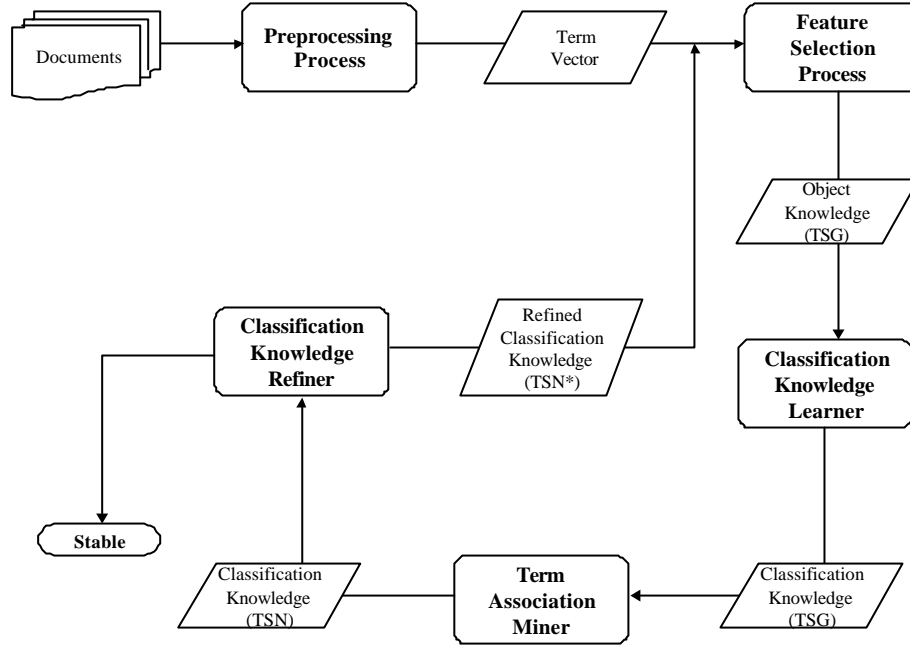 Documents
Preprocessing
Process
Term
Vector
Feature
Selection
Process
Object
Knowledge
(TSG)
Classification
Knowledge
Learner
Classification
Knowledge
(TSG)
Term
Association
Miner
Classification
Knowledge
(TSN)
Classification
Knowledge
Refiner
Refined
Classification
Knowledge
(TSN*)
Stable